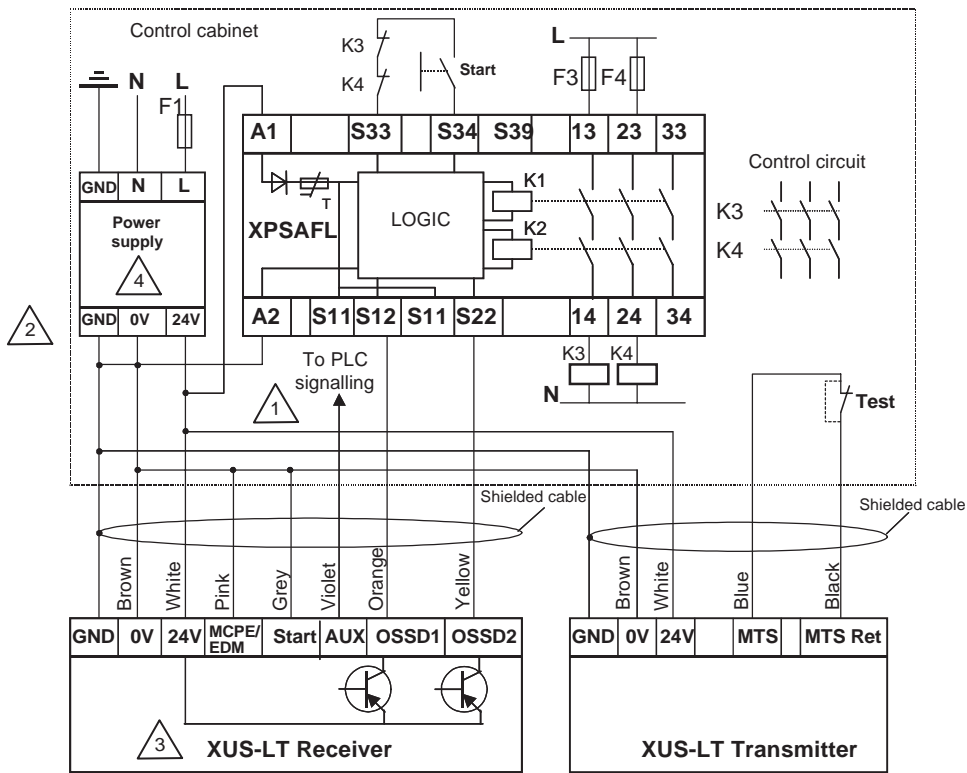 Control cabinet
N L
F1
K3
K4
Start
L
F3 F4
A1 S33 S34 S39 13 23 33
GND N L
Power
supply
4
GND 0V 24V
T
XPSAFL
LOGIC
K1
K2
Control circuit
K3
K4
A2 S11 S12 S11 S22 14 24 34
2
To PLC
signalling
1
K3 K4
N
Test
Shielded cable
Shielded cable
Brown
White
Pink
Grey
Violet
Orange
Yellow
Brown
White
Blue
Black
GND 0V 24V MCPE/
EDM Start AUX OSSD1 OSSD2
GND 0V 24V MTS MTS Ret
3
XUS-LT Receiver
XUS-LT Transmitter